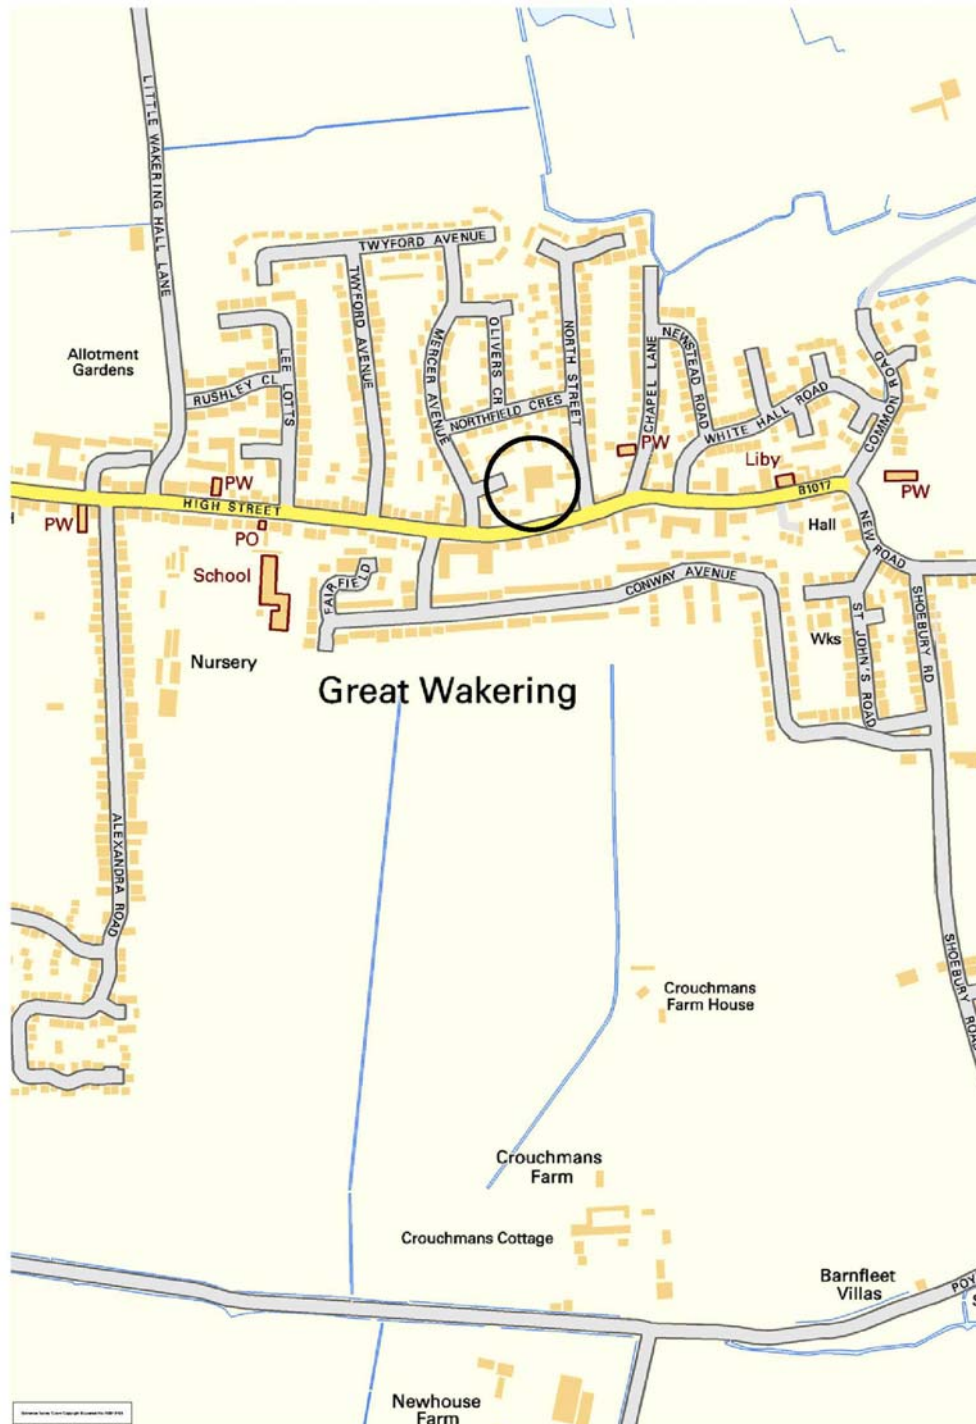 LITTLE WAKERING HALL LANE
TWYFORD AVENUE
TWYFORD AVENUE
MERCER AVENUE
OLIVERS CR
NORTH STREET
CHAPEL LANE
NEWSTEAD ROAD
Allotment
Gardens
LEE LOTTS
RUSHLEY CL
NORTHFIELD CRES
WHITE HALL ROAD
COMMON ROAD
PW
Liby
PW
PW
B1017
PW
HIGH STREET
PO
Hall
NEW ROAD
School
FAIRFIELD
CONWAY AVENUE
SHOEBURY RD
ST JOHN'S ROAD
Wks
Nursery
Great Wakering
ALEXANDRA ROAD
SHOEBURY ROAD
Crouchmans
Farm House
Crouchmans
Farm
Crouchmans Cottage
Barnfleet
Villas
POY
S
Newhouse
Farm